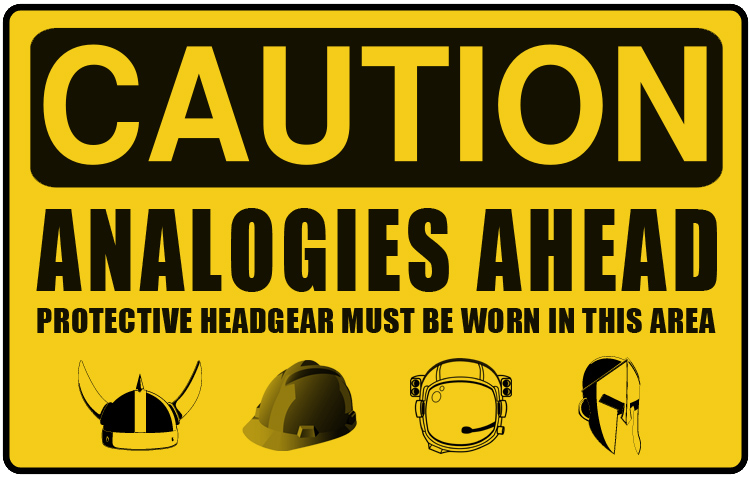 CAUTION
ANALOGIES AHEAD
PROTECTIVE HEADGEAR MUST BE WORN IN THIS AREA